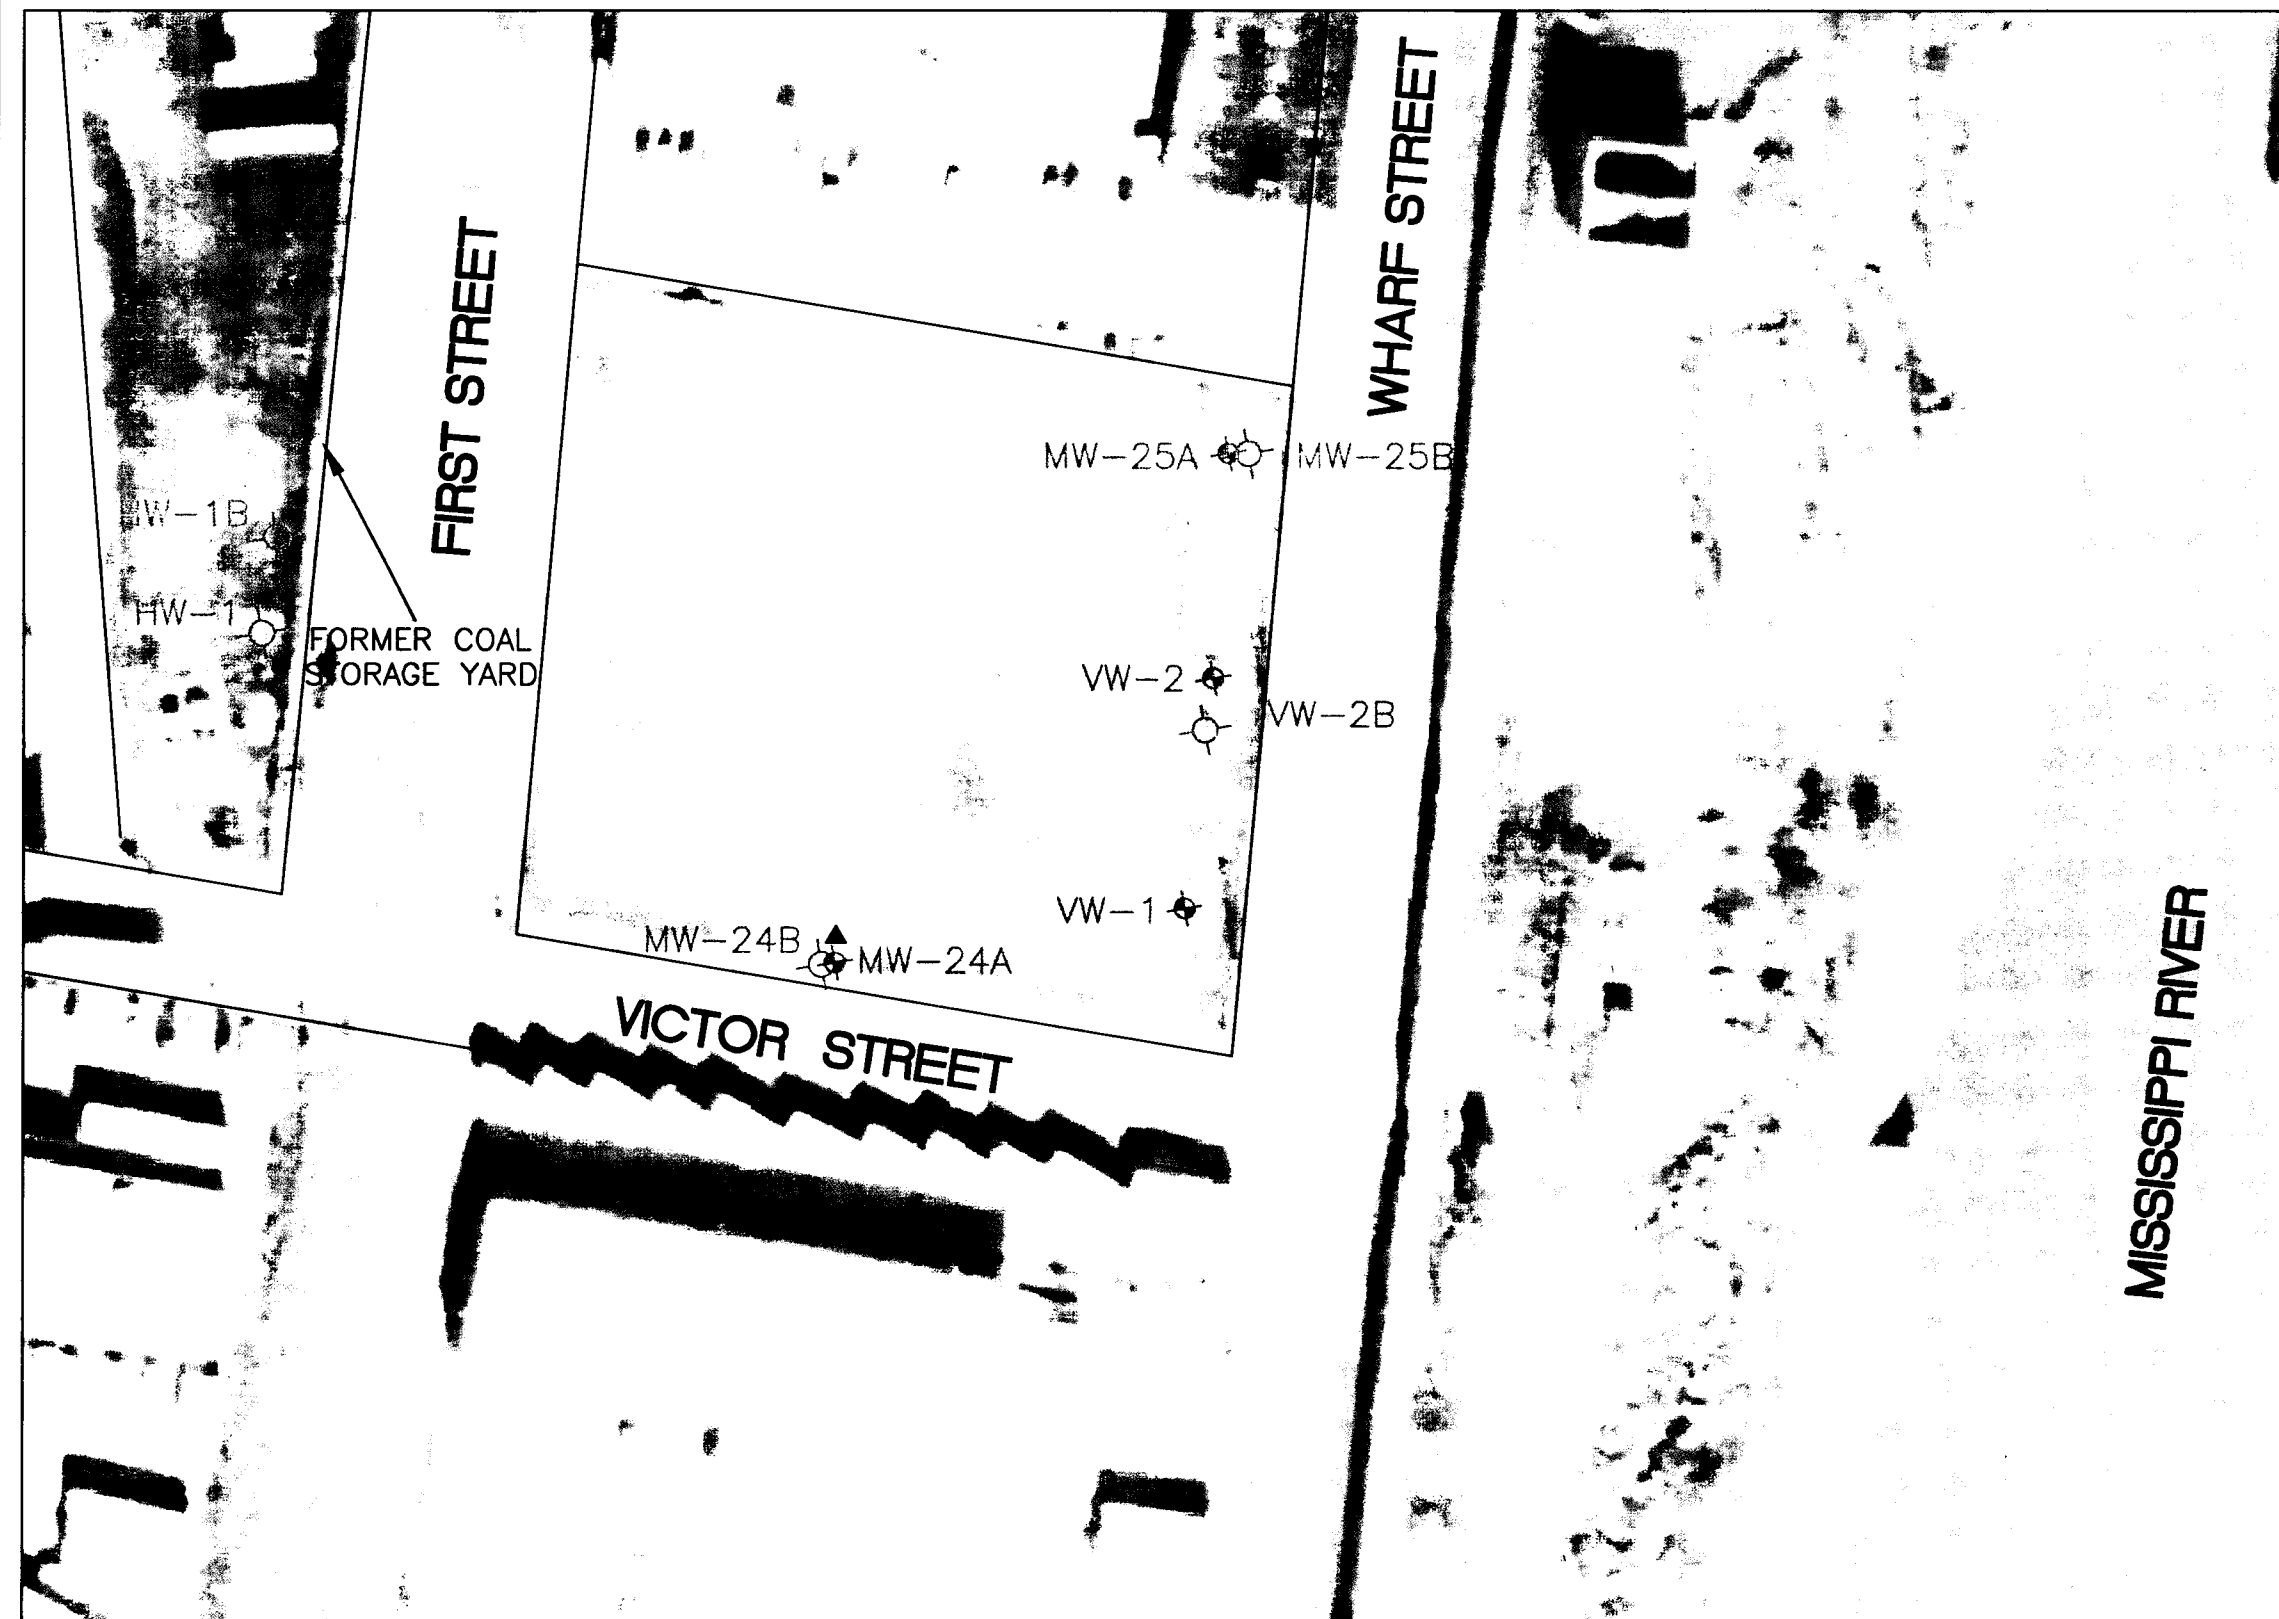 WHARF STREET
FIRST STREET
MW-25A
MW-25B
HW-1
FORMER COAL
STORAGE YARD
VW-2
VW-2B
VW-1
MW-24B
MW-24A
VICTOR STREET
MISSISSIPPI RIVER